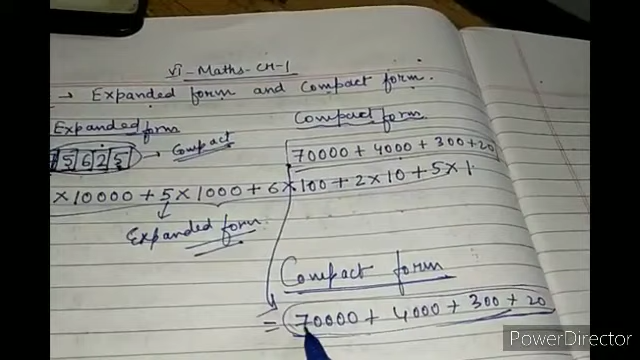 VI - Maths - CH-1
→ Expanded form and Compact form.
Expanded form
Compact form
5 6 2 5 → Compact
70000 + 4000 + 300 + 20
×10000 + 5×1000 + 6×100 + 2×10 + 5×1
Expanded form
Compact form
= 70000 + 4000 + 300 + 20
PowerDirector